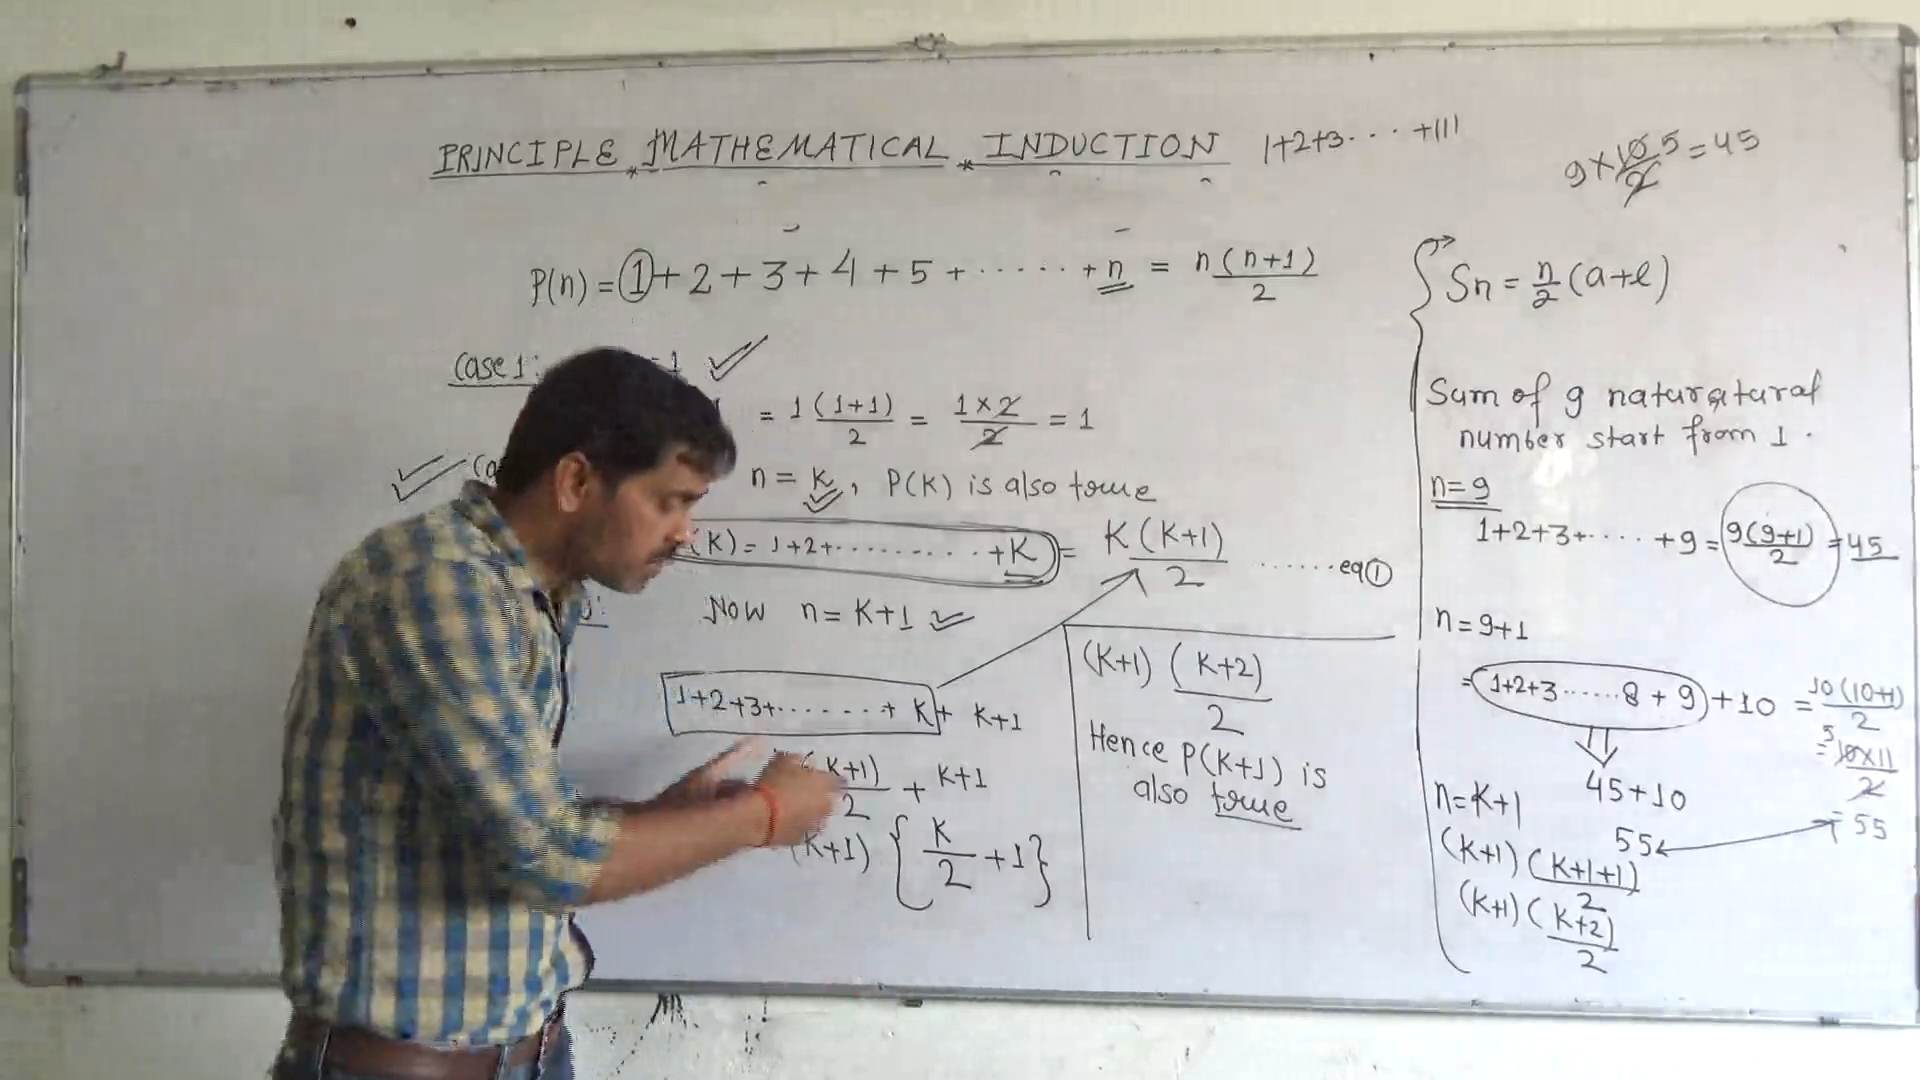 PRINCIPLE MATHEMATICAL INDUCTION
1+2+3....+111
9×10/2 5=45
P(n)=1+2+3+4+5+......+n = n(n+1)/2
Case 1:
=1
= 1(1+1)/2 = 1×2/2 = 1
n = K, P(K) is also true
(K)= 1+2+..........+K = K(K+1)/2 ......eq①
Now n=K+1
1+2+3+.......+K+ K+1
(K+1)/2 + K+1
(K+1) {K/2+1}
(K+1) (K+2)/2
Hence P(K+1) is
also true
Sn = n/2 (a+l)
Sum of 9 naturatural
number start from 1.
n=9
1+2+3+....+9 = 9(9+1)/2 = 45
n=9+1
= 1+2+3......8+9+10 = 10(10+1)/2
= 5 10×11/2
= 55
45+10
55
n=K+1
(K+1)(K+1+1)/2
(K+1)(K+2)/2